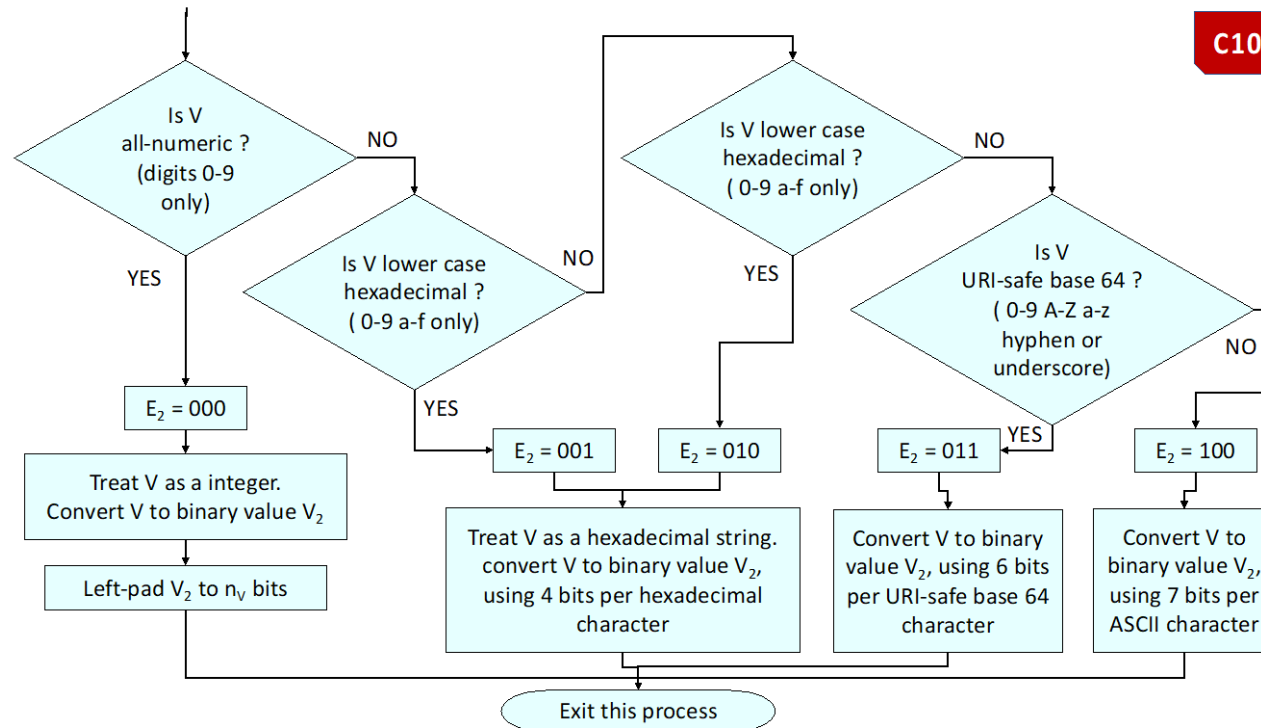 C10
Is V
all-numeric ?
(digits 0-9
only)
NO
YES
Is V lower case
hexadecimal ?
( 0-9 a-f only)
NO
YES
Is V lower case
hexadecimal ?
( 0-9 a-f only)
NO
YES
Is V
URI-safe base 64 ?
( 0-9 A-Z a-z
hyphen or
underscore)
NO
YES
E₂ = 000
E₂ = 001
E₂ = 010
E₂ = 011
E₂ = 100
Treat V as a integer.
Convert V to binary value V₂
Left-pad V₂ to nᵥ bits
Treat V as a hexadecimal string.
convert V to binary value V₂,
using 4 bits per hexadecimal
character
Convert V to binary
value V₂, using 6 bits
per URI-safe base 64
character
Convert V to
binary value V₂,
using 7 bits per
ASCII character
Exit this process